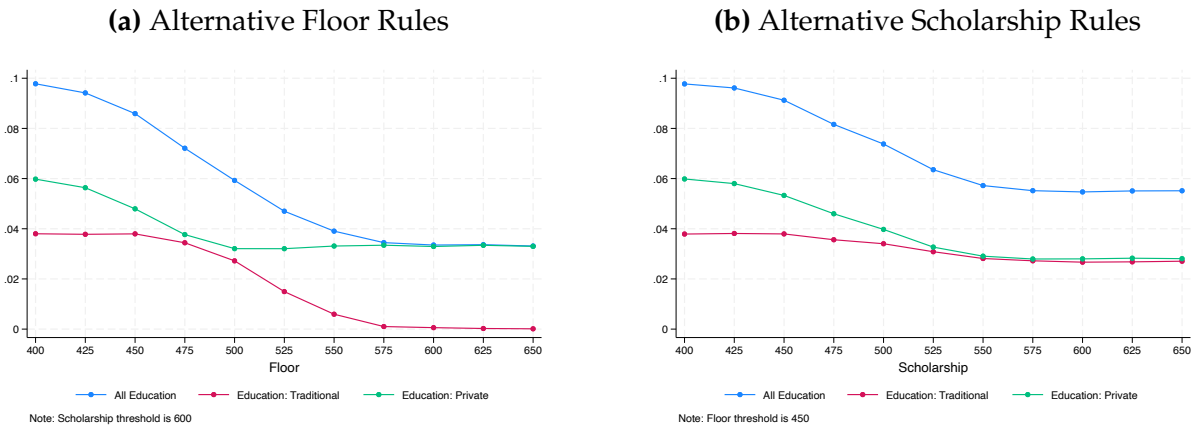 (a) Alternative Floor Rules
.1
.08
.06
.04
.02
0
400 425 450 475 500 525 550 575 600 625 650
Floor
All Education Education: Traditional Education: Private
Note: Scholarship threshold is 600
(b) Alternative Scholarship Rules
.1
.08
.06
.04
.02
0
400 425 450 475 500 525 550 575 600 625 650
Scholarship
All Education Education: Traditional Education: Private
Note: Floor threshold is 450